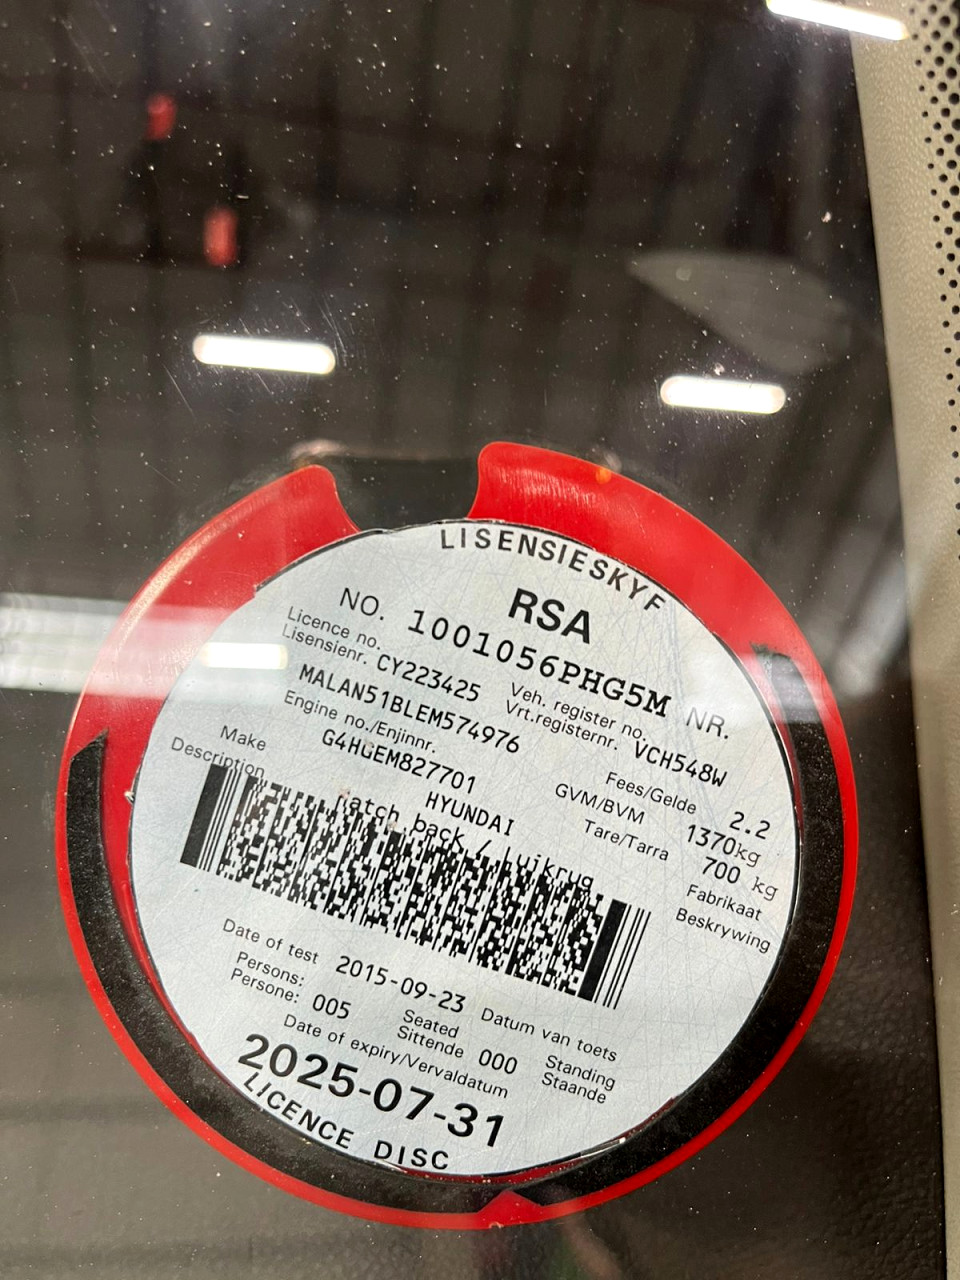 LISENSIESKYF
RSA
NO. 1001056PHG5M NR.
Licence no.
Lisensienr. CY223425
Veh. register no.
Vrt.registernr. VCH548W
MALAN51BLEM574976
Engine no./Enjinnr.
G4HGEM827701
Fees/Gelde 2.2
GVM/BVM 1370kg
Tare/Tarra 700 kg
Make HYUNDAI Fabrikaat
Description Hatch back / Luikrug Beskrywing
Date of test 2015-09-23 Datum van toets
Persons:
Persone: 005
Seated
Sittende 000
Standing
Staande
Date of expiry/Vervaldatum
2025-07-31
LICENCE DISC